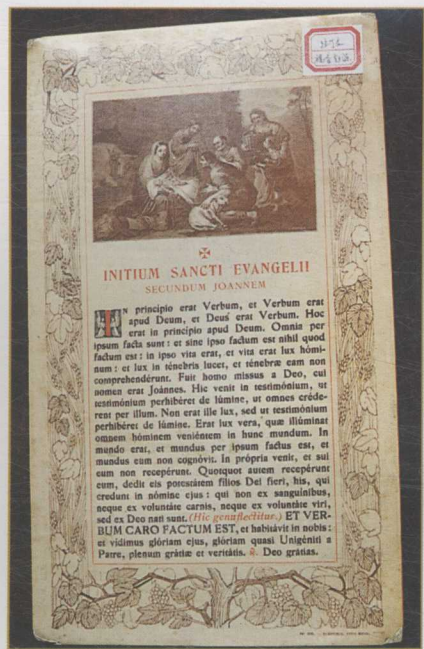 ✠
INITIUM SANCTI EVANGELII
SECUNDUM JOANNEM
IN principio erat Verbum, et Verbum erat
apud Deum, et Deus erat Verbum. Hoc
erat in principio apud Deum. Omnia per
ipsum facta sunt : et sine ipso factum est nihil quod
factum est : in ipso vita erat, et vita erat lux hómi-
num : et lux in ténebris lucet, et ténebræ eam non
comprehendérunt. Fuit homo missus a Deo, cui
nomen erat Joánnes. Hic venit in testimónium, ut
testimónium perhibéret de lúmine, ut omnes créde-
rent per illum. Non erat ille lux, sed ut testimónium
perhibéret de lúmine. Erat lux vera, quæ illúminat
omnem hóminem veniéntem in hunc mundum. In
mundo erat, et mundus per ipsum factus est, et
mundus eum non cognóvit. In própria venit, et sui
eum non recepérunt. Quotquot autem recepérunt
eum, dedit eis potestátem fílios Dei fíeri, his, qui
credunt in nómine ejus : qui non ex sanguínibus,
neque ex voluntáte carnis, neque ex voluntáte viri,
sed ex Deo nati sunt. (Hic genuflectitur.) ET VER-
BUM CARO FACTUM EST, et habitávit in nobis :
et vídimus glóriam ejus, glóriam quasi Unigéniti a
Patre, plenum grátiæ et veritátis. ℟. Deo grátias.